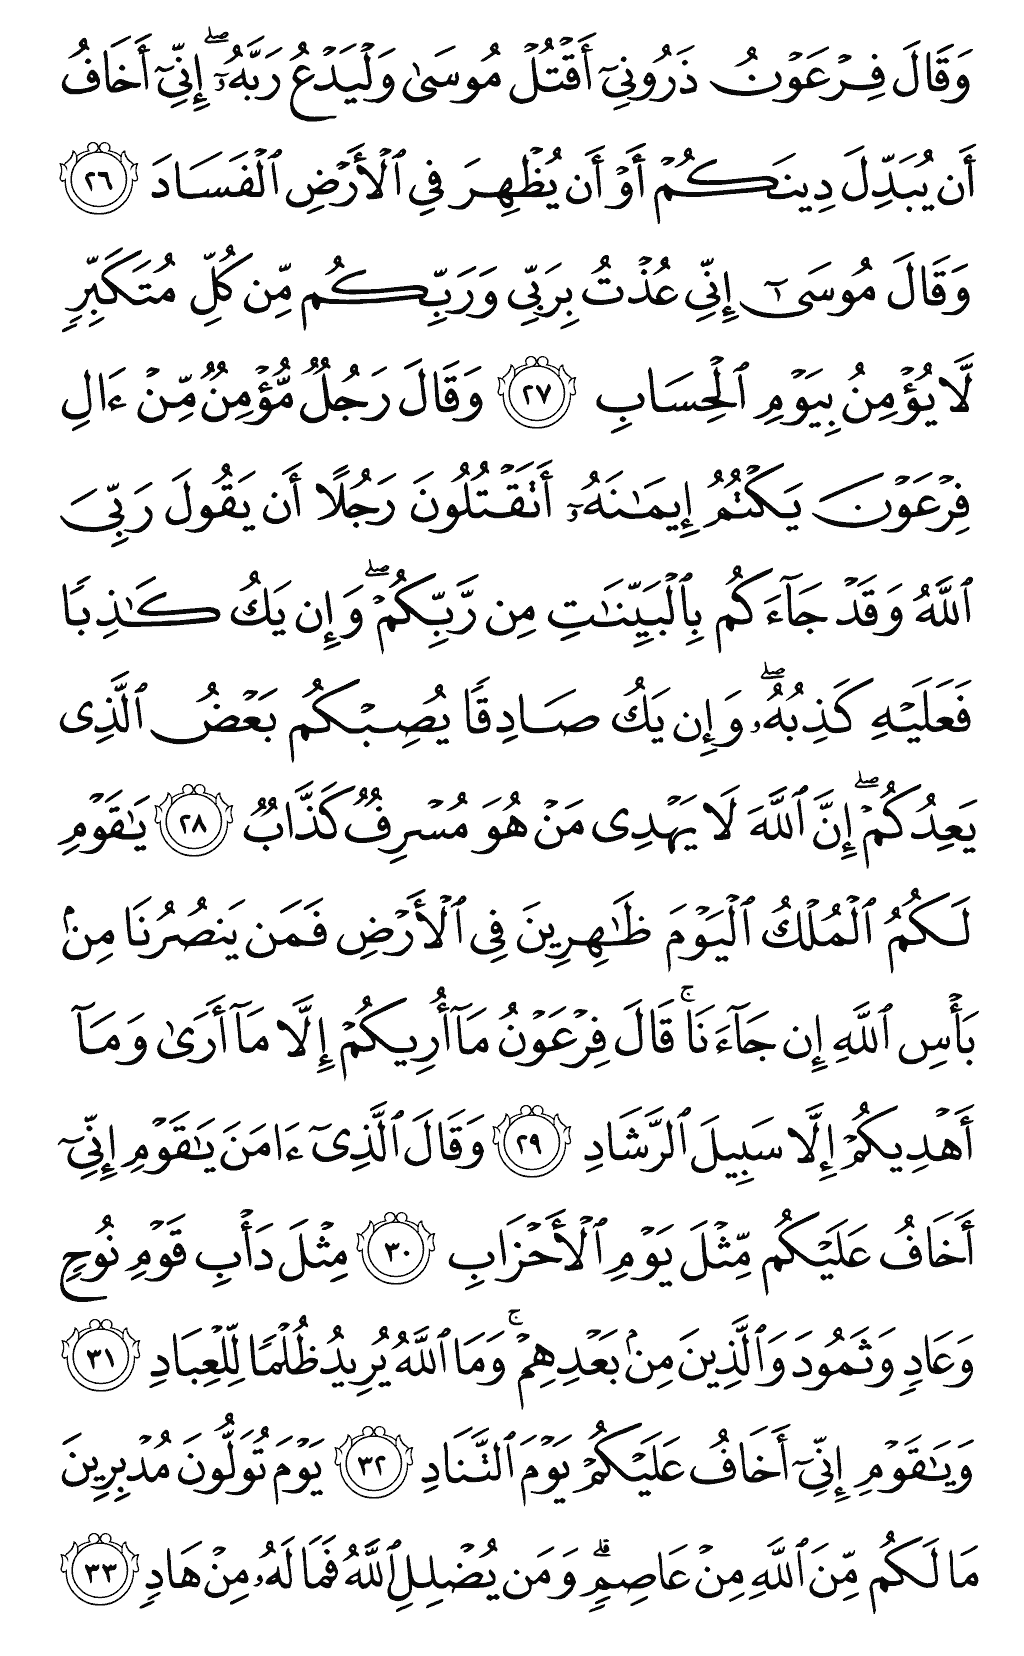 وَقَالَ فِرْعَوْنُ ذَرُونِيٓ أَقْتُلْ مُوسَىٰ وَلْيَدْعُ رَبَّهُۥٓ ۖ إِنِّيٓ أَخَافُ
أَن يُبَدِّلَ دِينَكُمْ أَوْ أَن يُظْهِرَ فِي ٱلْأَرْضِ ٱلْفَسَادَ ٢٦
وَقَالَ مُوسَىٰٓ إِنِّي عُذْتُ بِرَبِّي وَرَبِّكُم مِّن كُلِّ مُتَكَبِّرٍ
لَّا يُؤْمِنُ بِيَوْمِ ٱلْحِسَابِ ٢٧ وَقَالَ رَجُلٌ مُّؤْمِنٌ مِّنْ ءَالِ
فِرْعَوْنَ يَكْتُمُ إِيمَٰنَهُۥٓ أَتَقْتُلُونَ رَجُلًا أَن يَقُولَ رَبِّيَ
ٱللَّهُ وَقَدْ جَآءَكُم بِٱلْبَيِّنَٰتِ مِن رَّبِّكُمْ ۖ وَإِن يَكُ كَٰذِبًا
فَعَلَيْهِ كَذِبُهُۥ ۖ وَإِن يَكُ صَادِقًا يُصِبْكُم بَعْضُ ٱلَّذِي
يَعِدُكُمْ ۖ إِنَّ ٱللَّهَ لَا يَهْدِي مَنْ هُوَ مُسْرِفٌ كَذَّابٌ ٢٨ يَٰقَوْمِ
لَكُمُ ٱلْمُلْكُ ٱلْيَوْمَ ظَٰهِرِينَ فِي ٱلْأَرْضِ فَمَن يَنصُرُنَا مِنۢ
بَأْسِ ٱللَّهِ إِن جَآءَنَا ۚ قَالَ فِرْعَوْنُ مَآ أُرِيكُمْ إِلَّا مَآ أَرَىٰ وَمَآ
أَهْدِيكُمْ إِلَّا سَبِيلَ ٱلرَّشَادِ ٢٩ وَقَالَ ٱلَّذِيٓ ءَامَنَ يَٰقَوْمِ إِنِّيٓ
أَخَافُ عَلَيْكُم مِّثْلَ يَوْمِ ٱلْأَحْزَابِ ٣٠ مِثْلَ دَأْبِ قَوْمِ نُوحٍ
وَعَادٍ وَثَمُودَ وَٱلَّذِينَ مِنۢ بَعْدِهِمْ ۚ وَمَا ٱللَّهُ يُرِيدُ ظُلْمًا لِّلْعِبَادِ ٣١
وَيَٰقَوْمِ إِنِّيٓ أَخَافُ عَلَيْكُمْ يَوْمَ ٱلتَّنَادِ ٣٢ يَوْمَ تُوَلُّونَ مُدْبِرِينَ
مَا لَكُم مِّنَ ٱللَّهِ مِنْ عَاصِمٍ ۗ وَمَن يُضْلِلِ ٱللَّهُ فَمَا لَهُۥ مِنْ هَادٍ ٣٣